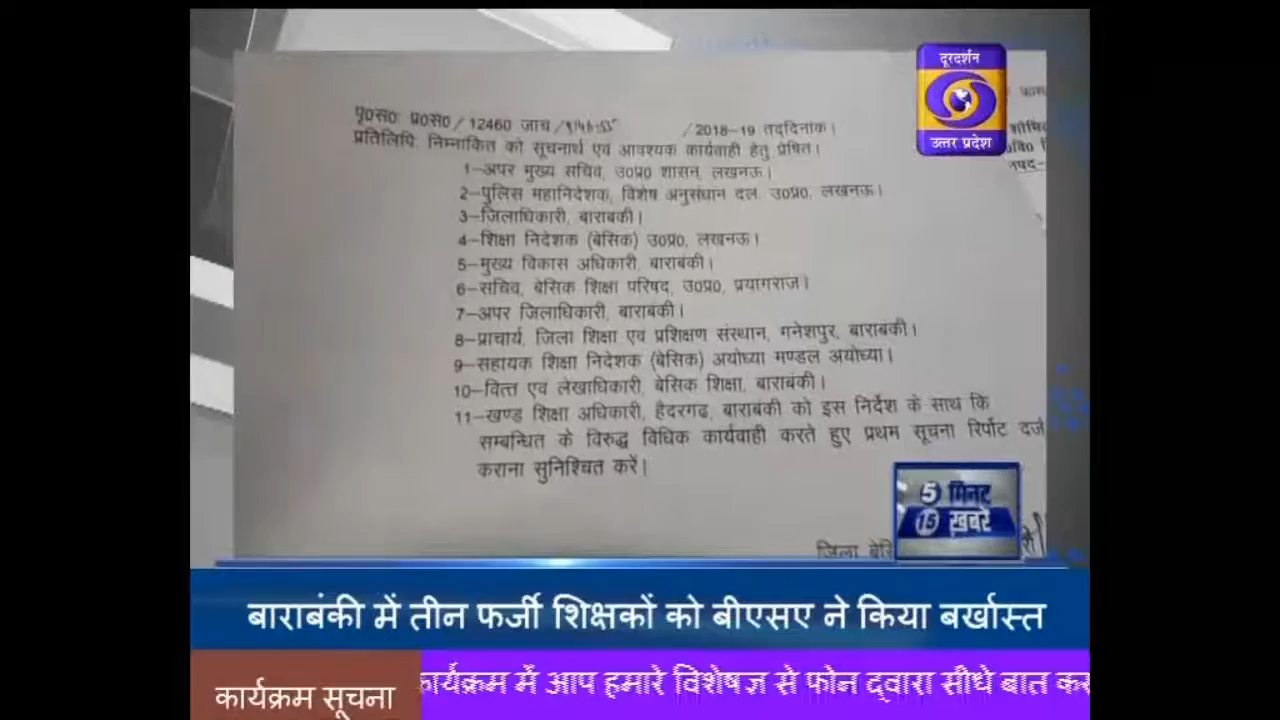 दूरदर्शन
उत्तर प्रदेश
पृ0स0: प्र0स0/12460 जाच/ /2018-19 तद्दिनांक।
प्रतिलिपि: निम्नांकित को सूचनार्थ एवं आवश्यक कार्यवाही हेतु प्रेषित।
1-अपर मुख्य सचिव, उ0प्र0 शासन, लखनऊ।
2-पुलिस महानिदेशक, विशेष अनुसंधान दल, उ0प्र0, लखनऊ।
3-जिलाधिकारी, बाराबंकी।
4-शिक्षा निदेशक (बेसिक) उ0प्र0, लखनऊ।
5-मुख्य विकास अधिकारी, बाराबंकी।
6-सचिव, बेसिक शिक्षा परिषद, उ0प्र0, प्रयागराज।
7-अपर जिलाधिकारी, बाराबंकी।
8-प्राचार्य, जिला शिक्षा एवं प्रशिक्षण संस्थान, गनेशपुर, बाराबंकी।
9-सहायक शिक्षा निदेशक (बेसिक) अयोध्या मण्डल अयोध्या।
10-वित्त एवं लेखाधिकारी, बेसिक शिक्षा, बाराबंकी।
11-खण्ड शिक्षा अधिकारी, हैदरगढ, बाराबंकी को इस निर्देश के साथ कि
सम्बन्धित के विरुद्ध विधिक कार्यवाही करते हुए प्रथम सूचना रिर्पोट दर्ज
कराना सुनिश्चित करें।
जिला
5 मिनट
15 ख़बरें
बाराबंकी में तीन फर्जी शिक्षकों को बीएसए ने किया बर्खास्त
कार्यक्रम सूचना
कार्यक्रम में आप हमारे विशेषज्ञ से फोन द्वारा सीधे बात कर